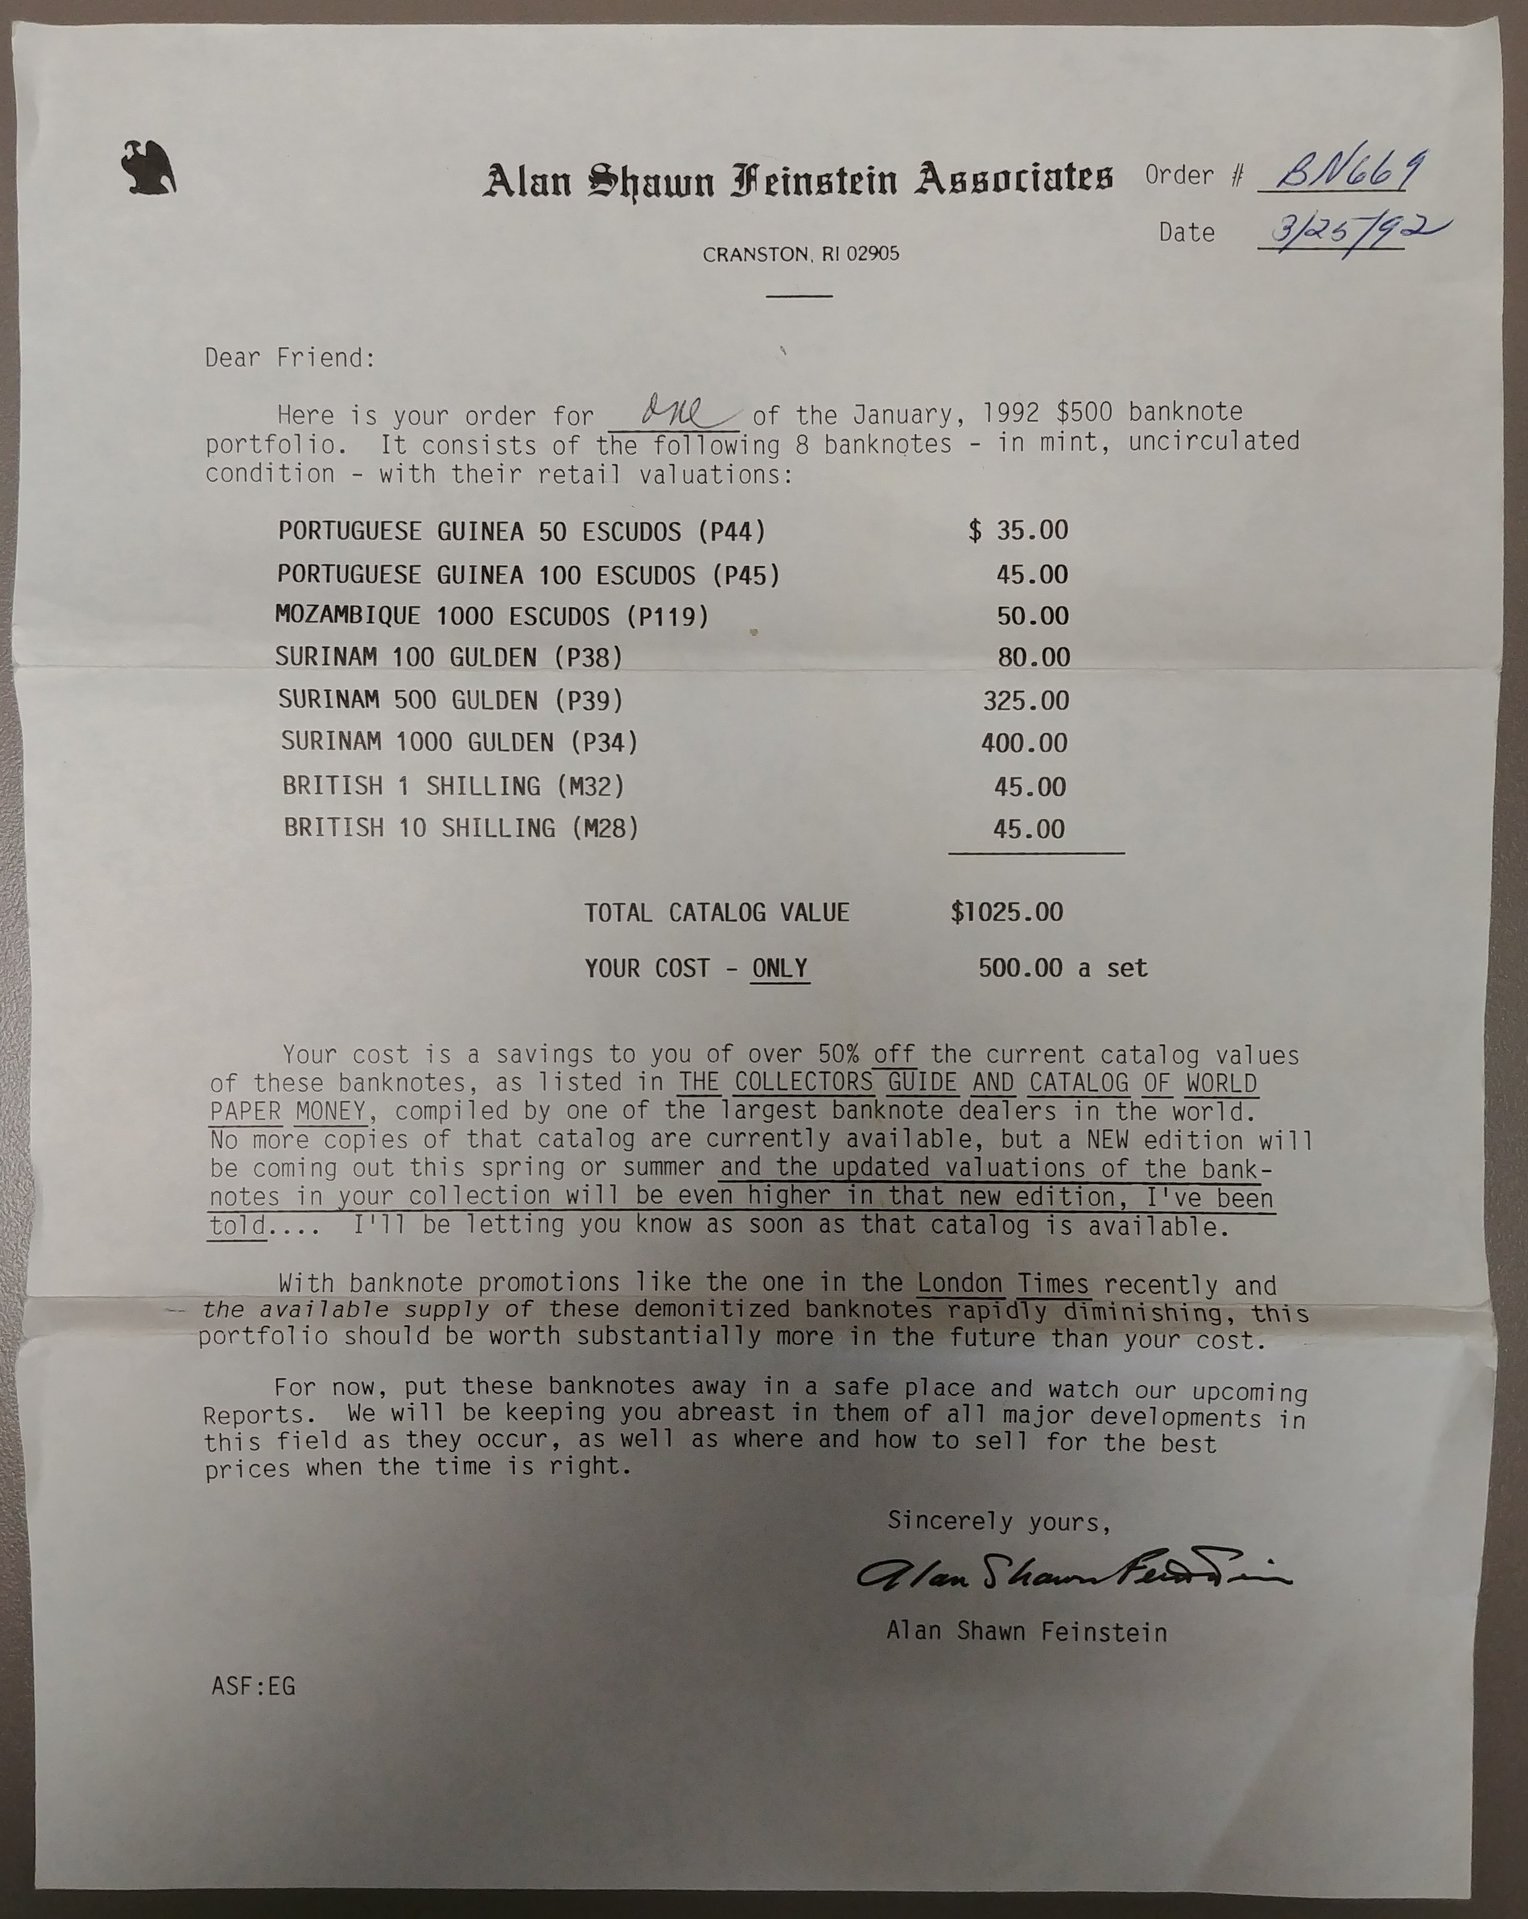 Alan Shawn Feinstein Associates Order # BN669
Date 3/25/92
CRANSTON, RI 02905
Dear Friend:
Here is your order for one of the January, 1992 $500 banknote
portfolio. It consists of the following 8 banknotes - in mint, uncirculated
condition - with their retail valuations:
PORTUGUESE GUINEA 50 ESCUDOS (P44) $ 35.00
PORTUGUESE GUINEA 100 ESCUDOS (P45) 45.00
MOZAMBIQUE 1000 ESCUDOS (P119) 50.00
SURINAM 100 GULDEN (P38) 80.00
SURINAM 500 GULDEN (P39) 325.00
SURINAM 1000 GULDEN (P34) 400.00
BRITISH 1 SHILLING (M32) 45.00
BRITISH 10 SHILLING (M28) 45.00
TOTAL CATALOG VALUE $1025.00
YOUR COST - ONLY 500.00 a set
Your cost is a savings to you of over 50% off the current catalog values
of these banknotes, as listed in THE COLLECTORS GUIDE AND CATALOG OF WORLD
PAPER MONEY, compiled by one of the largest banknote dealers in the world.
No more copies of that catalog are currently available, but a NEW edition will
be coming out this spring or summer and the updated valuations of the bank-
notes in your collection will be even higher in that new edition, I've been
told.... I'll be letting you know as soon as that catalog is available.
With banknote promotions like the one in the London Times recently and
the available supply of these demonitized banknotes rapidly diminishing, this
portfolio should be worth substantially more in the future than your cost.
For now, put these banknotes away in a safe place and watch our upcoming
Reports. We will be keeping you abreast in them of all major developments in
this field as they occur, as well as where and how to sell for the best
prices when the time is right.
Sincerely yours,
Alan Shawn Feinstein
Alan Shawn Feinstein
ASF:EG